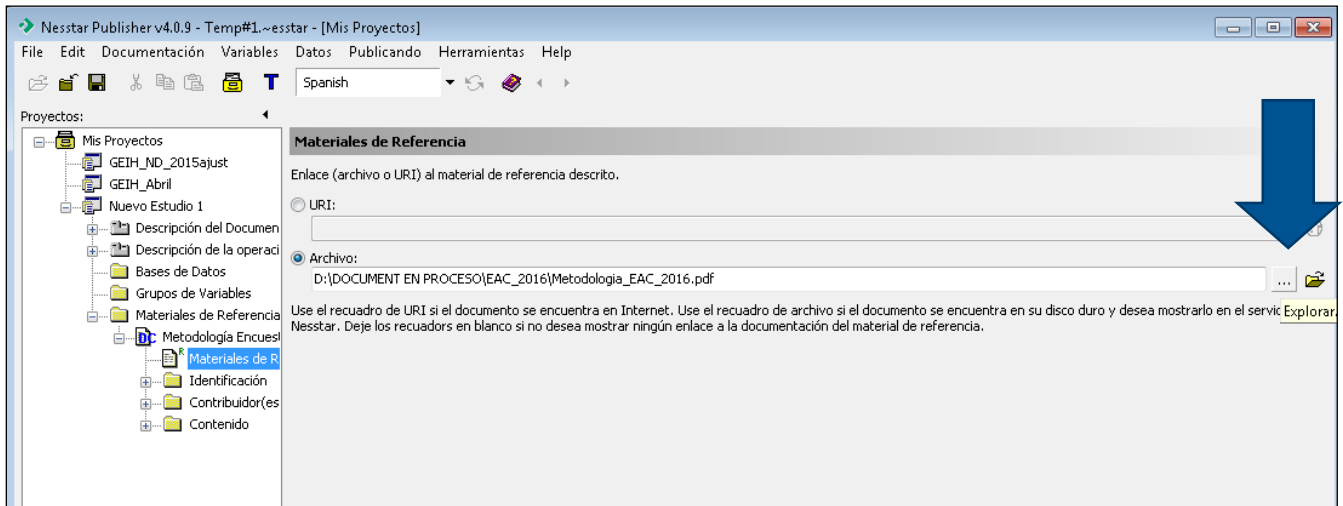 Nesstar Publisher v4.0.9 - Temp#1.~esstar - [Mis Proyectos]
File Edit Documentación Variables Datos Publicando Herramientas Help
T Spanish
Proyectos:
Mis Proyectos
GEIH_ND_2015ajust
GEIH_Abril
Nuevo Estudio 1
Descripción del Documen
Descripción de la operaci
Bases de Datos
Grupos de Variables
Materiales de Referencia
DC Metodología Encuest
R Materiales de R
Identificación
Contribuidor(es
Contenido
Materiales de Referencia
Enlace (archivo o URI) al material de referencia descrito.
URI:
Archivo:
D:\DOCUMENT EN PROCESO\EAC_2016\Metodologia_EAC_2016.pdf
...
Use el recuadro de URI si el documento se encuentra en Internet. Use el recuadro de archivo si el documento se encuentra en su disco duro y desea mostrarlo en el servic
Nesstar. Deje los recuadors en blanco si no desea mostrar ningún enlace a la documentación del material de referencia.
Explorar.